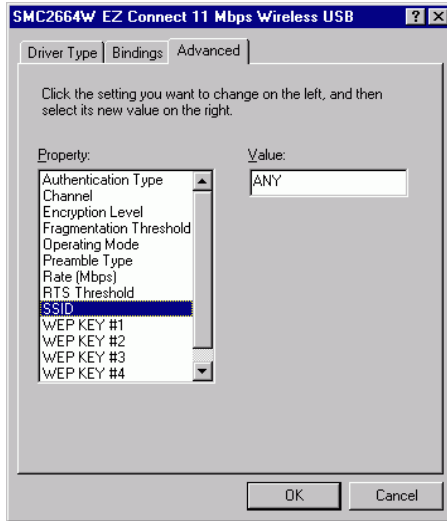 SMC2664W EZ Connect 11 Mbps Wireless USB
Driver Type Bindings Advanced
Click the setting you want to change on the left, and then
select its new value on the right.
Property: Value:
Authentication Type ANY
Channel
Encryption Level
Fragmentation Threshold
Operating Mode
Preamble Type
Rate (Mbps)
RTS Threshold
SSID
WEP KEY #1
WEP KEY #2
WEP KEY #3
WEP KEY #4
OK Cancel